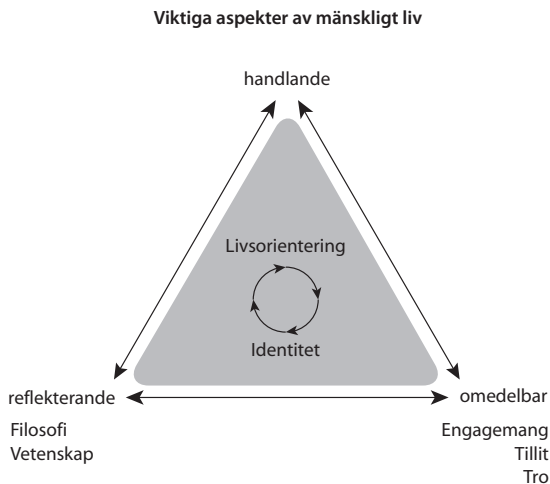 Viktiga aspekter av mänskligt liv
handlande
Livsorientering
Identitet
reflekterande
omedelbar
Filosofi
Engagemang
Vetenskap
Tillit
Tro